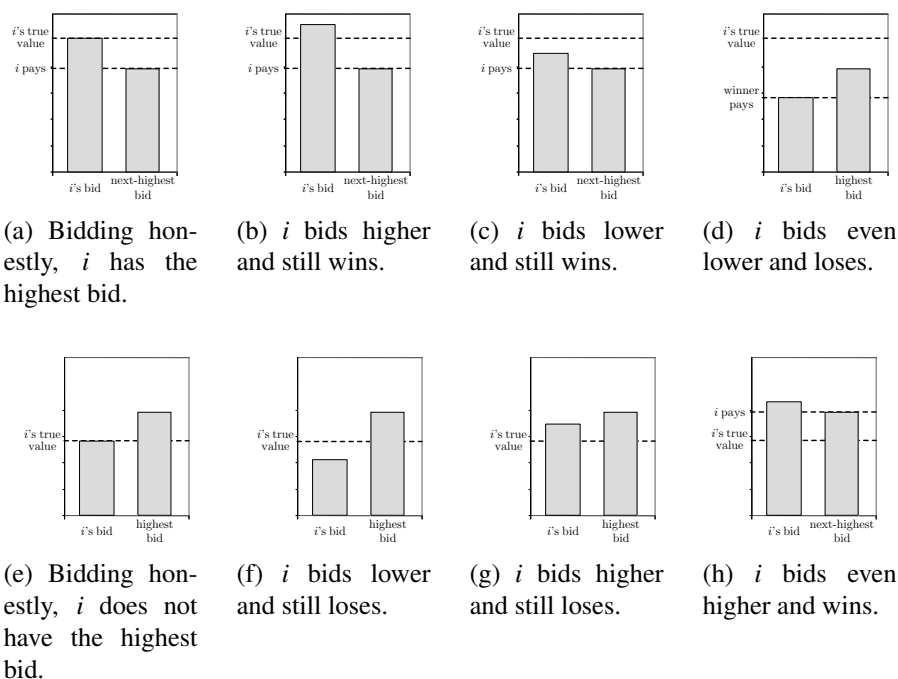 i's true
value
i pays
i's bid
next-highest
bid
i's true
value
i pays
i's bid
next-highest
bid
i's true
value
i pays
i's bid
next-highest
bid
i's true
value
winner
pays
i's bid
highest
bid
(a) Bidding hon-
estly, i has the
highest bid.
(b) i bids higher
and still wins.
(c) i bids lower
and still wins.
(d) i bids even
lower and loses.
i's true
value
i's bid
highest
bid
i's true
value
i's bid
highest
bid
i's true
value
i's bid
highest
bid
i pays
i's true
value
i's bid
next-highest
bid
(e) Bidding hon-
estly, i does not
have the highest
bid.
(f) i bids lower
and still loses.
(g) i bids higher
and still loses.
(h) i bids even
higher and wins.